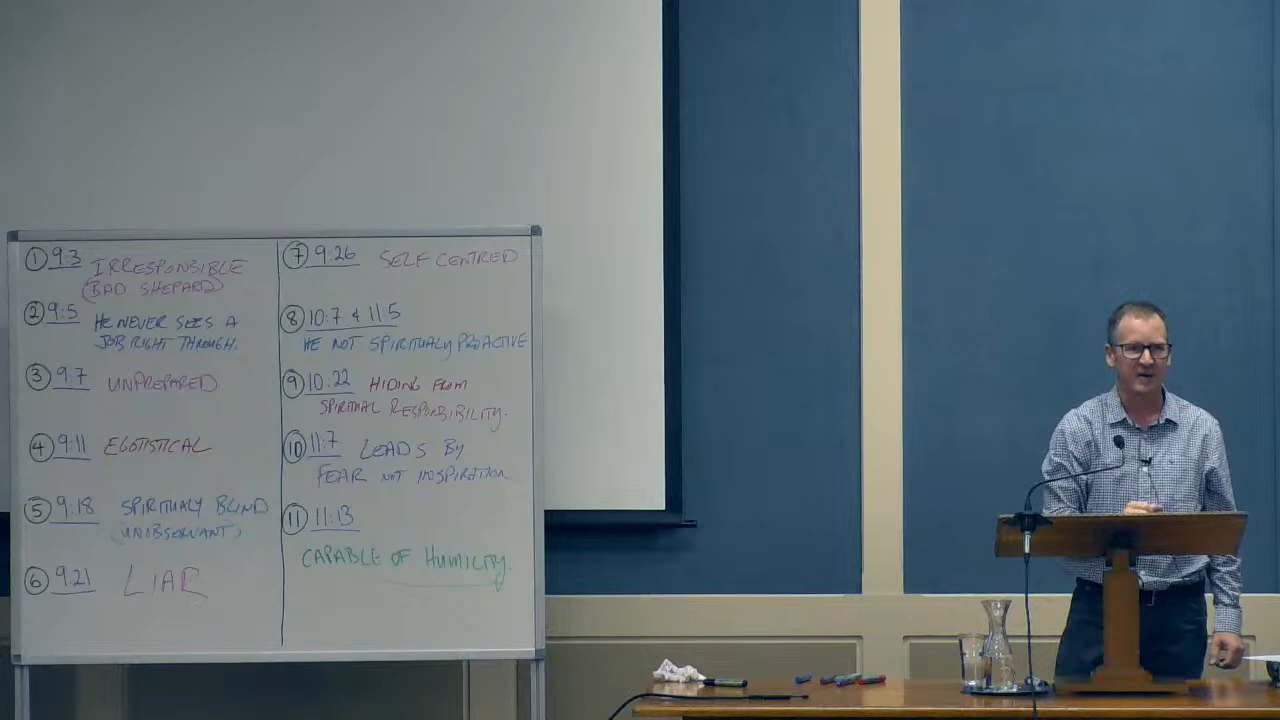 ① 9:3 IRRESPONSIBLE
(BAD SHEPARD)
② 9:5 HE NEVER SEES A
JOB RIGHT THROUGH.
③ 9:7 UNPREPARED
④ 9:11 EGOTISTICAL
⑤ 9:18 SPIRITUALY BLIND
(UNOBSERVANT)
⑥ 9:21 LIAR
⑦ 9:26 SELF CENTRED
⑧ 10:7 & 11:5
HE NOT SPIRITUALY PROACTIVE
⑨ 10:22 HIDING FROM
SPIRITUAL RESPONSIBILITY.
⑩ 11:7 LEADS BY
FEAR NOT INSPIRATION
⑪ 11:13
CAPABLE OF HUMILITY.